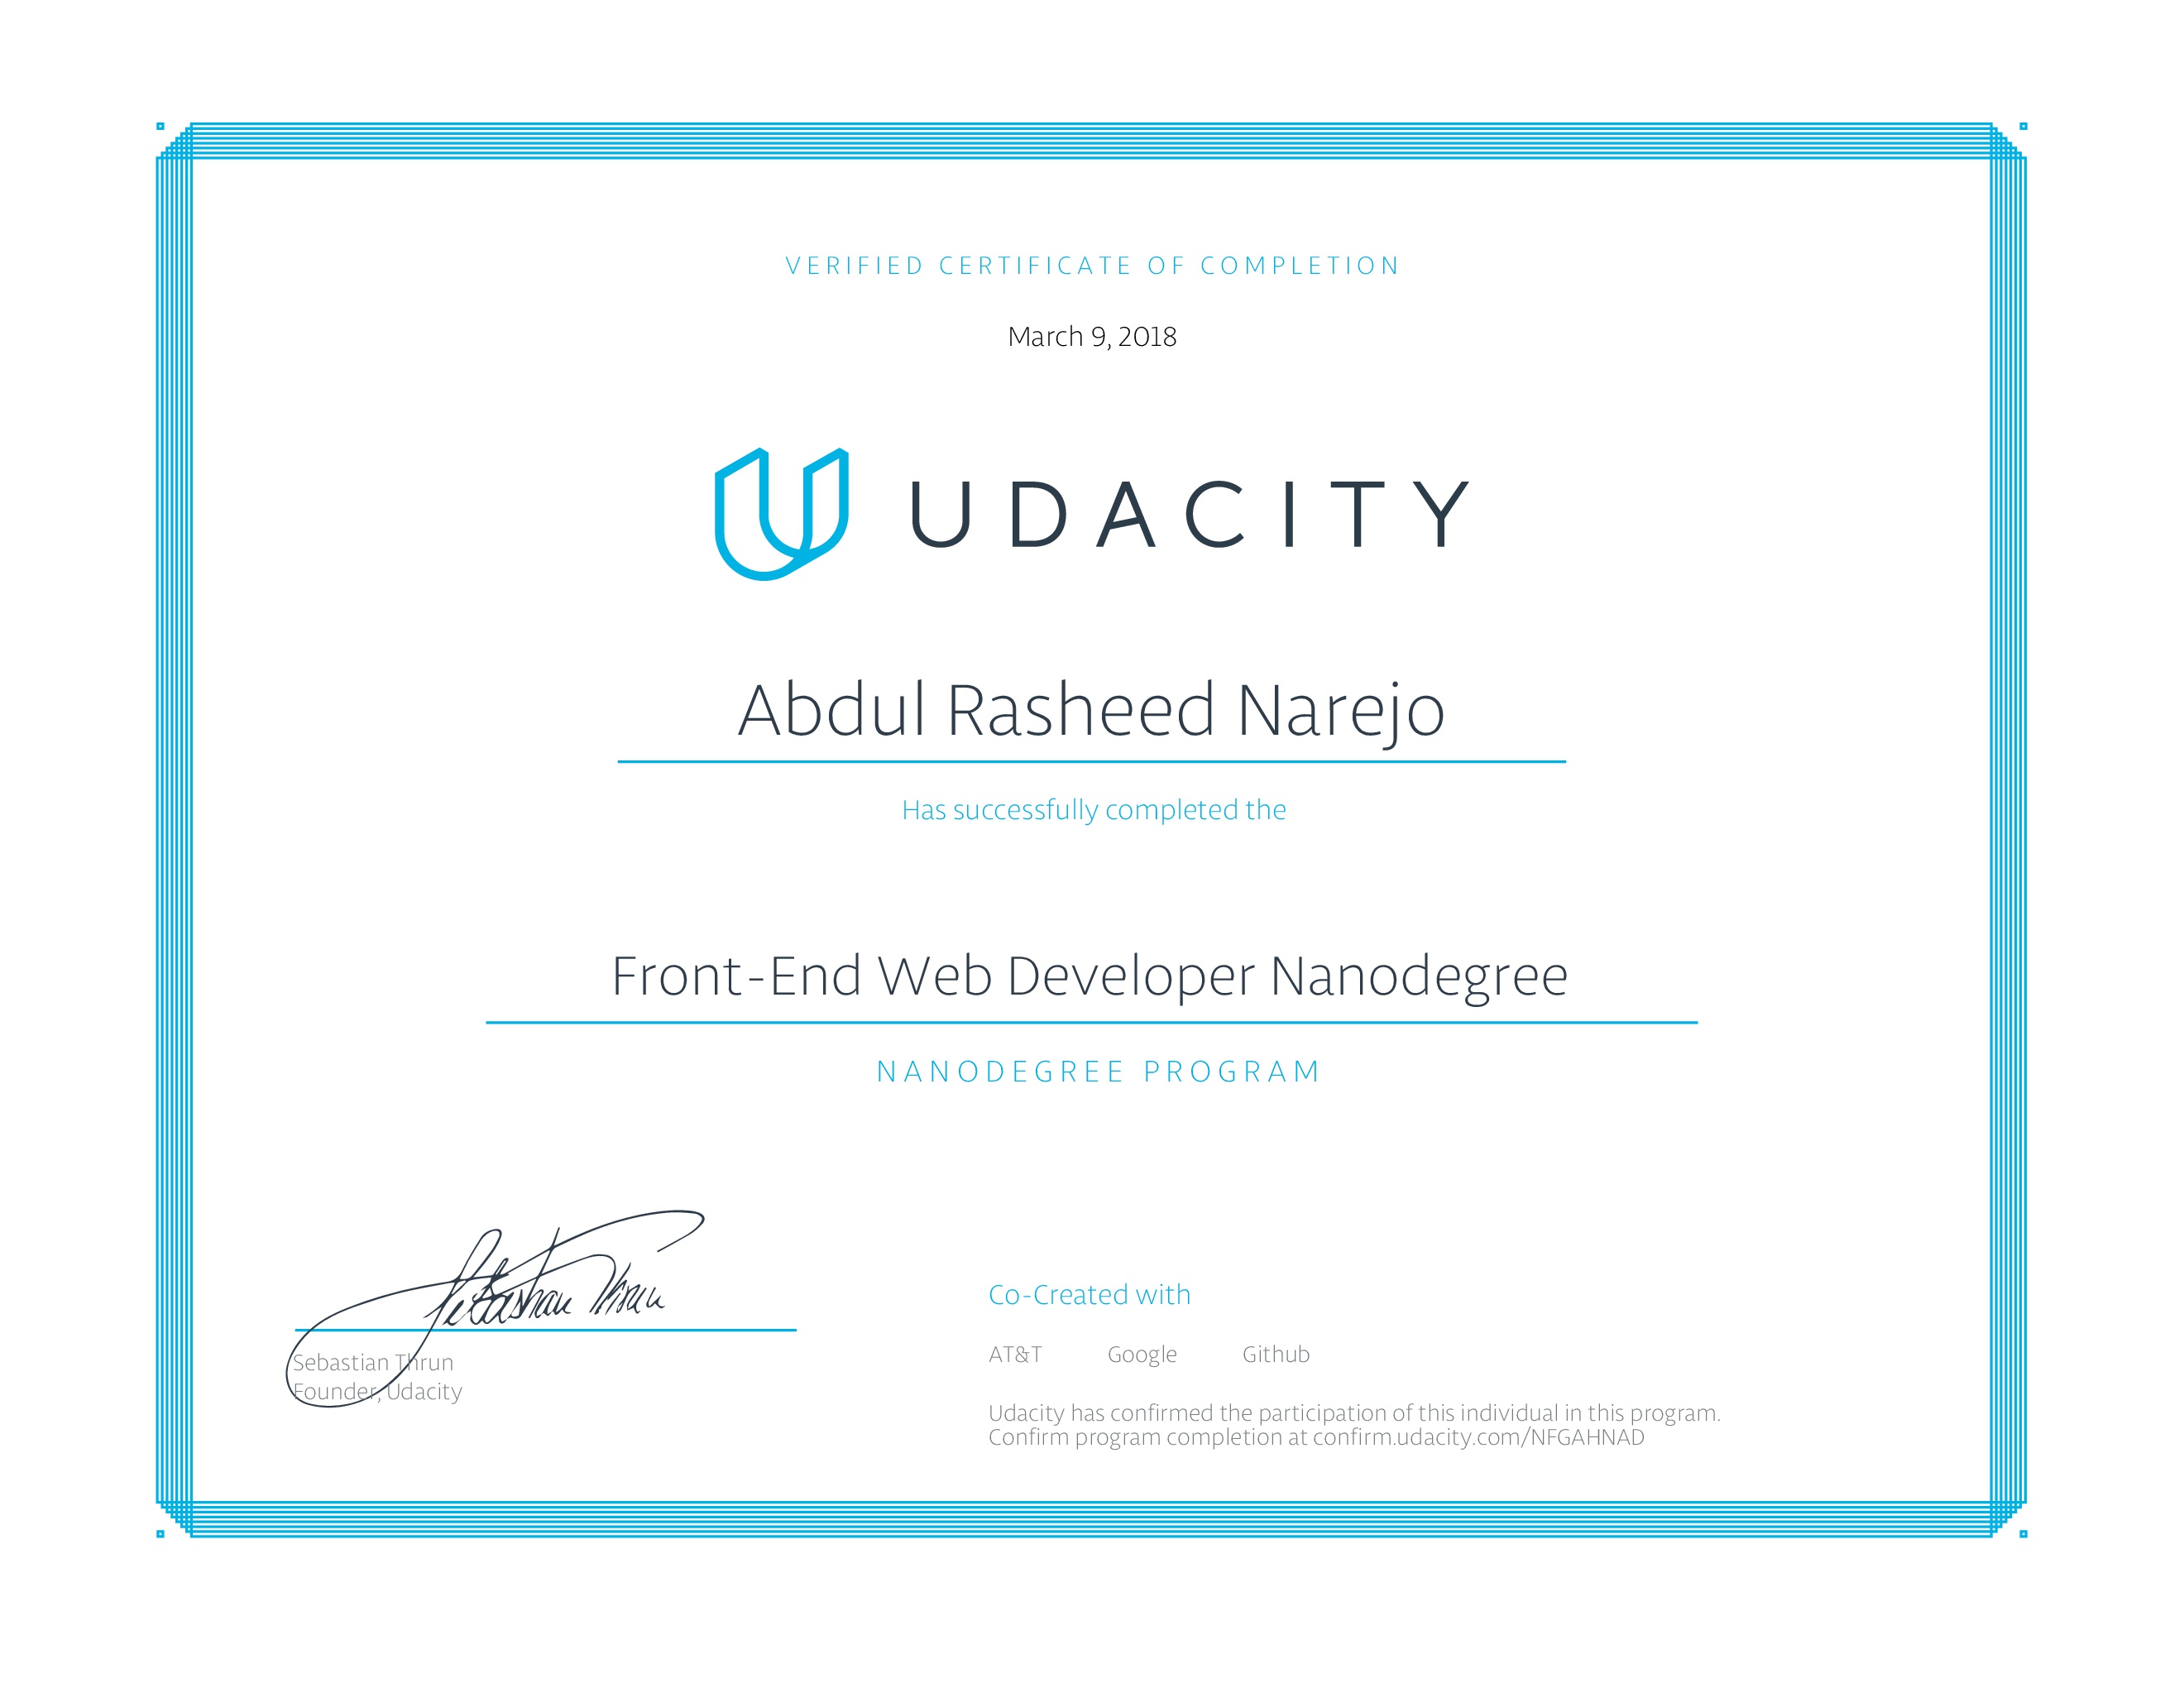 VERIFIED CERTIFICATE OF COMPLETION
March 9, 2018
UDACITY
Abdul Rasheed Narejo
Has successfully completed the
Front-End Web Developer Nanodegree
NANODEGREE PROGRAM
Sebastian Thrun
Sebastian Thrun
Founder, Udacity
Co-Created with
AT&T Google Github
Udacity has confirmed the participation of this individual in this program.
Confirm program completion at confirm.udacity.com/NFGAHNAD